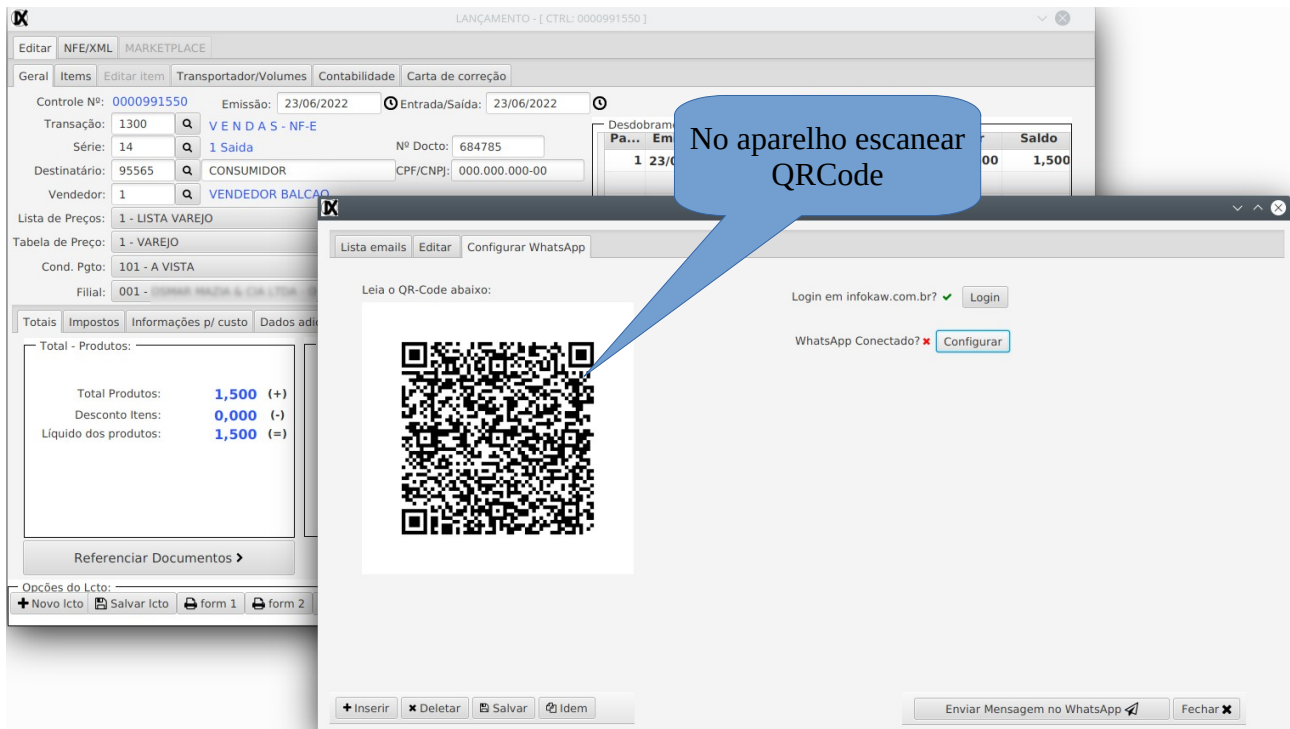 LANÇAMENTO - [ CTRL: 0000991550 ]
Editar NFE/XML MARKETPLACE
Geral Items Editar item Transportador/Volumes Contabilidade Carta de correção
Controle Nº: 0000991550 Emissão: 23/06/2022 Entrada/Saída: 23/06/2022
Transação: 1300 V E N D A S - NF-E
Série: 14 1 Saida Nº Docto: 684785
Destinatário: 95565 CONSUMIDOR CPF/CNPJ: 000.000.000-00
Vendedor: 1 VENDEDOR BALCAO
Lista de Preços: 1 - LISTA VAREJO
Tabela de Preço: 1 - VAREJO
Cond. Pgto: 101 - A VISTA
Filial: 001 -
Pa... Saldo
1 00 1,500
No aparelho escanear
QRCode
Totais Impostos Informações p/ custo Dados
Total - Produtos:
Total Produtos: 1,500 (+)
Desconto Itens: 0,000 (-)
Líquido dos produtos: 1,500 (=)
Referenciar Documentos
Opções do Lcto:
Novo lcto Salvar lcto form 1 form 2
Lista emails Editar Configurar WhatsApp
Leia o QR-Code abaixo:
Login em infokaw.com.br? Login
WhatsApp Conectado? Configurar
Inserir Deletar Salvar Idem
Enviar Mensagem no WhatsApp Fechar